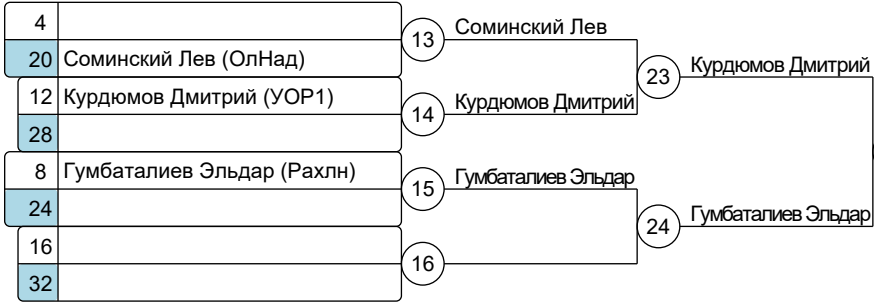 4
20 Соминский Лев (ОлНад)
13 Соминский Лев
12 Курдюмов Дмитрий (УОР1)
28
14 Курдюмов Дмитрий
23 Курдюмов Дмитрий
8 Гумбаталиев Эльдар (Рахлн)
24
15 Гумбаталиев Эльдар
16
32
16
24 Гумбаталиев Эльдар